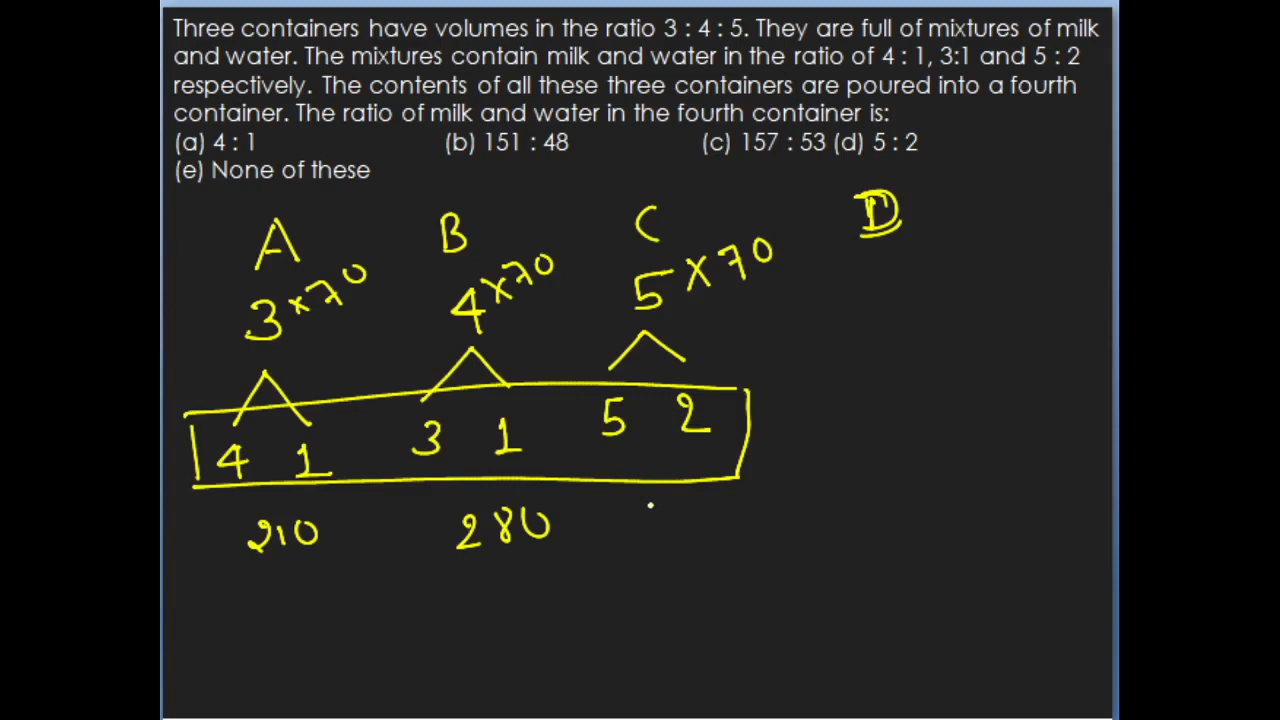 Three containers have volumes in the ratio 3 : 4 : 5. They are full of mixtures of milk
and water. The mixtures contain milk and water in the ratio of 4 : 1, 3:1 and 5 : 2
respectively. The contents of all these three containers are poured into a fourth
container. The ratio of milk and water in the fourth container is:
(a) 4 : 1 (b) 151 : 48 (c) 157 : 53 (d) 5 : 2
(e) None of these
A B C D
3×70 4×70 5×70
4 1 3 1 5 2
210 280